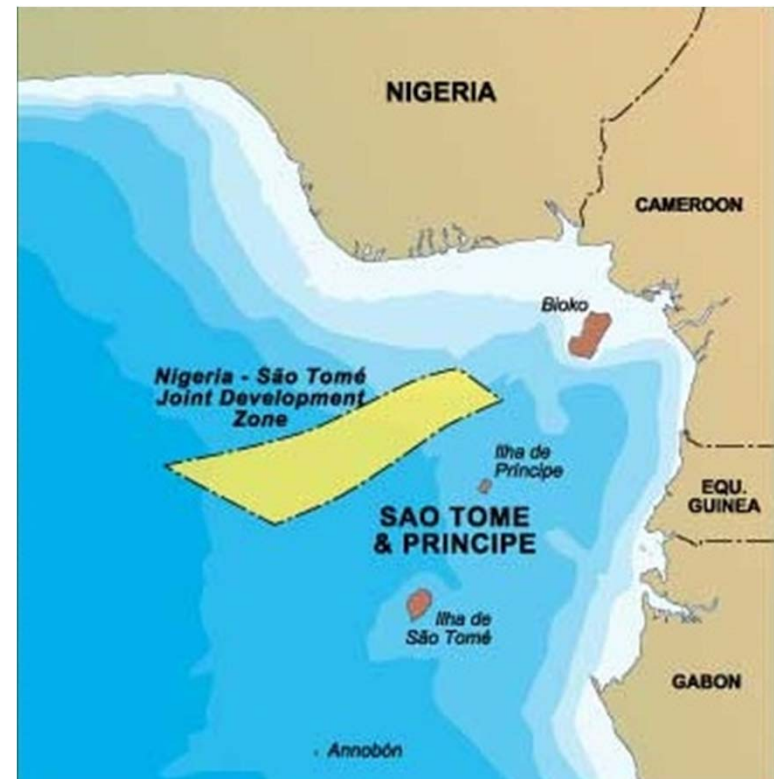 NIGERIA
CAMEROON
Bioko
Nigeria - São Tomé
Joint Development
Zone
Ilha de
Principe
EQU.
GUINEA
SAO TOME
& PRINCIPE
Ilha de
São Tomé
GABON
Annobón